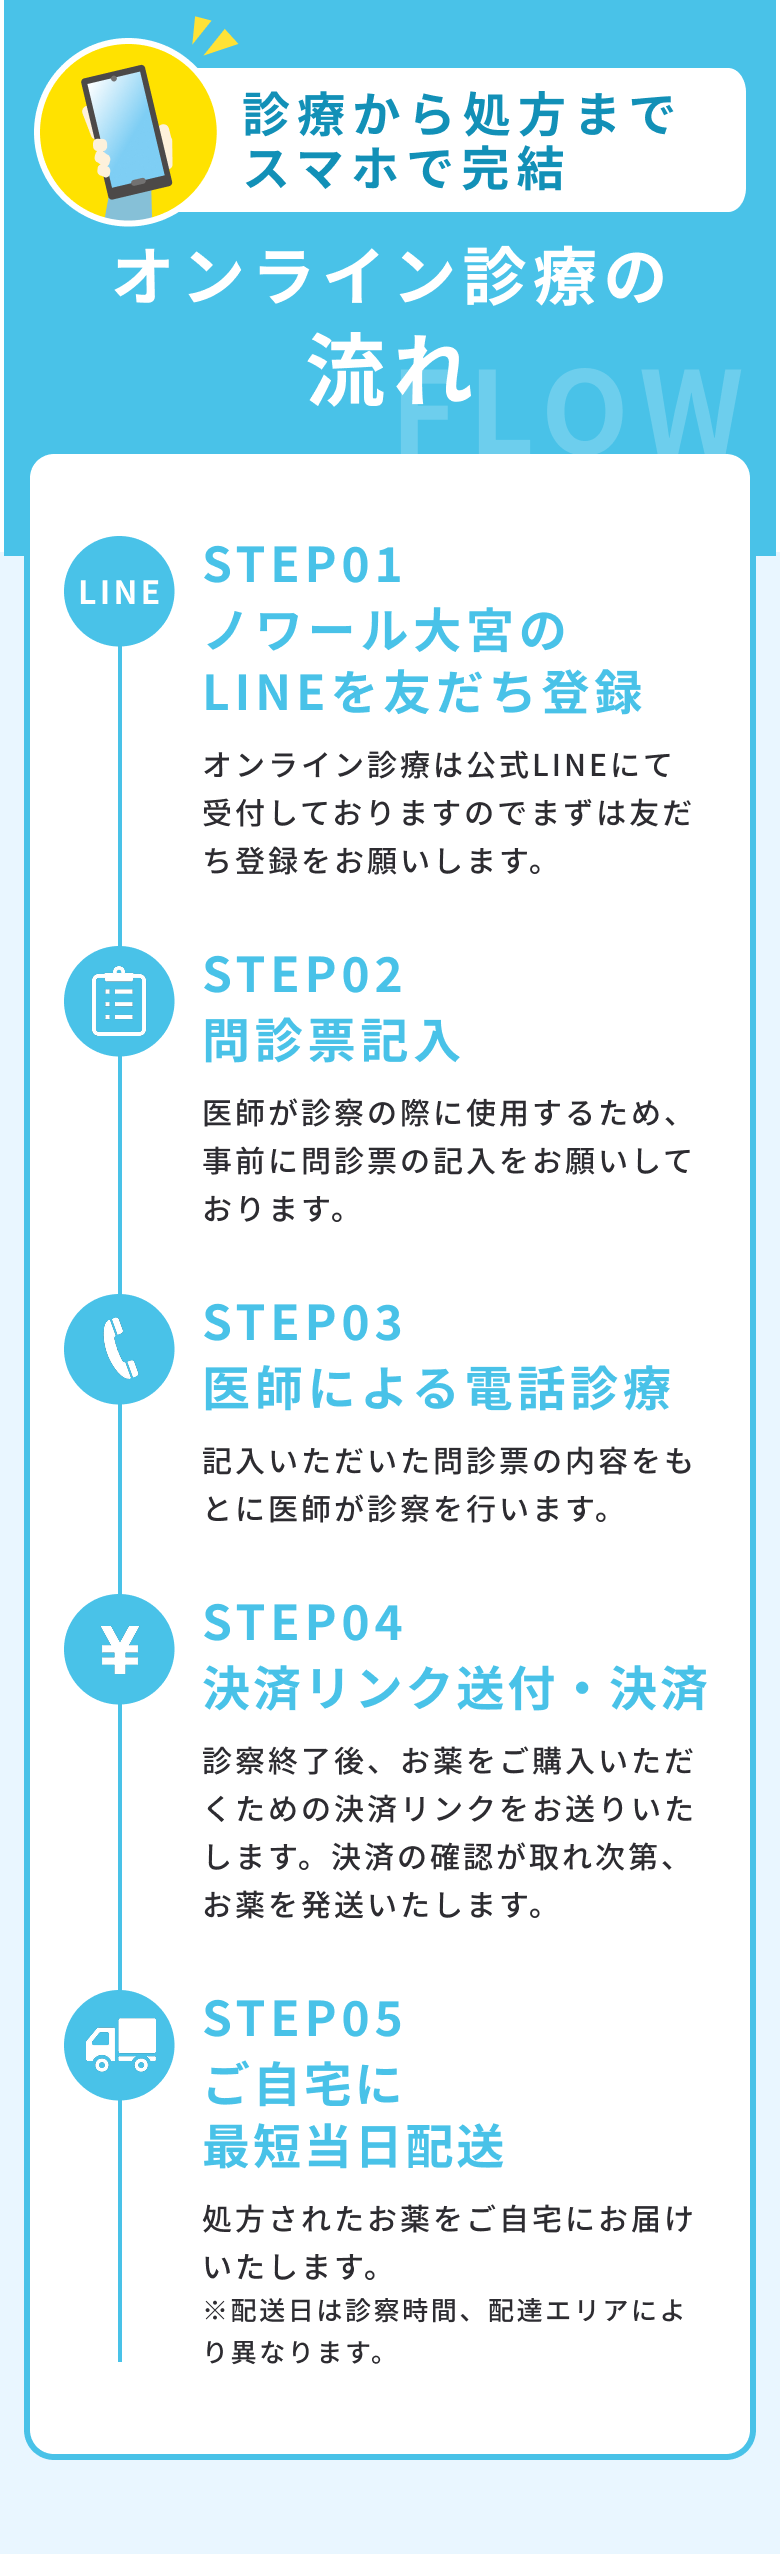 診療から処方まで
スマホで完結
オンライン診療の
流れ
FLOW
LINE
STEP01
ノワール大宮の
LINEを友だち登録
オンライン診療は公式LINEにて
受付しておりますのでまずは友だ
ち登録をお願いします。
STEP02
問診票記入
医師が診察の際に使用するため、
事前に問診票の記入をお願いして
おります。
STEP03
医師による電話診療
記入いただいた問診票の内容をも
とに医師が診察を行います。
¥
STEP04
決済リンク送付・決済
診察終了後、お薬をご購入いただ
くための決済リンクをお送りいた
します。決済の確認が取れ次第、
お薬を発送いたします。
STEP05
ご自宅に
最短当日配送
処方されたお薬をご自宅にお届け
いたします。
※配送日は診察時間、配達エリアによ
り異なります。